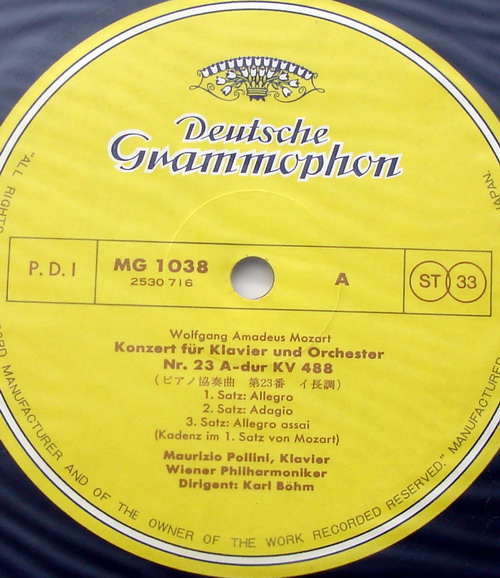 Deutsche
Grammophon
"ALL RIGHTS
JAPAN.
P.D.I
MG 1038
2530 716
A
ST 33
Wolfgang Amadeus Mozart
Konzert für Klavier und Orchester
Nr. 23 A-dur KV 488
(ピアノ協奏曲 第23番 イ長調)
1. Satz: Allegro
2. Satz: Adagio
3. Satz: Allegro assai
(Kadenz im 1. Satz von Mozart)
Maurizio Pollini, Klavier
Wiener Philharmoniker
Dirigent: Karl Böhm
MANUFACTURER AND OF THE OWNER OF THE WORK RECORDED RESERVED." MANUFACTURED